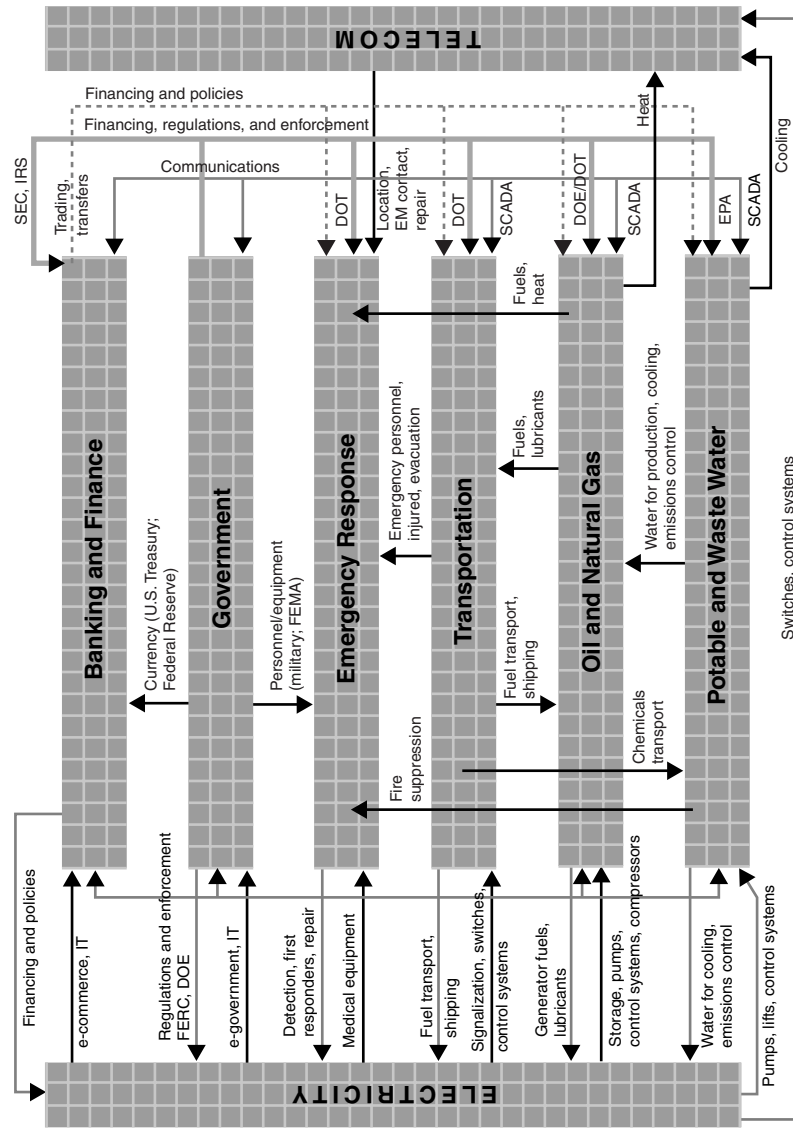 Financing and policies
Financing, regulations, and enforcement
Communications
SEC, IRS
Trading,
transfers
DOT
Location,
EM contact,
repair
DOT
SCADA
DOE/DOT
SCADA
Heat
EPA
SCADA
Cooling
TELECOM
Banking and Finance
Government
Emergency Response
Transportation
Oil and Natural Gas
Potable and Waste Water
Currency (U.S. Treasury;
Federal Reserve)
Personnel/equipment
(military; FEMA)
Emergency personnel,
injured, evacuation
Fuels,
heat
Fuels,
lubricants
Fuel transport,
shipping
Water for production, cooling,
emissions control
Fire
suppression
Chemicals
transport
Switches, control systems
Financing and policies
e-commerce, IT
Regulations and enforcement
FERC, DOE
e-government, IT
Detection, first
responders, repair
Medical equipment
Fuel transport,
shipping
Signalization, switches,
control systems
Generator fuels,
lubricants
Storage, pumps,
control systems, compressors
Water for cooling,
emissions control
Pumps, lifts, control systems
ELECTRICITY